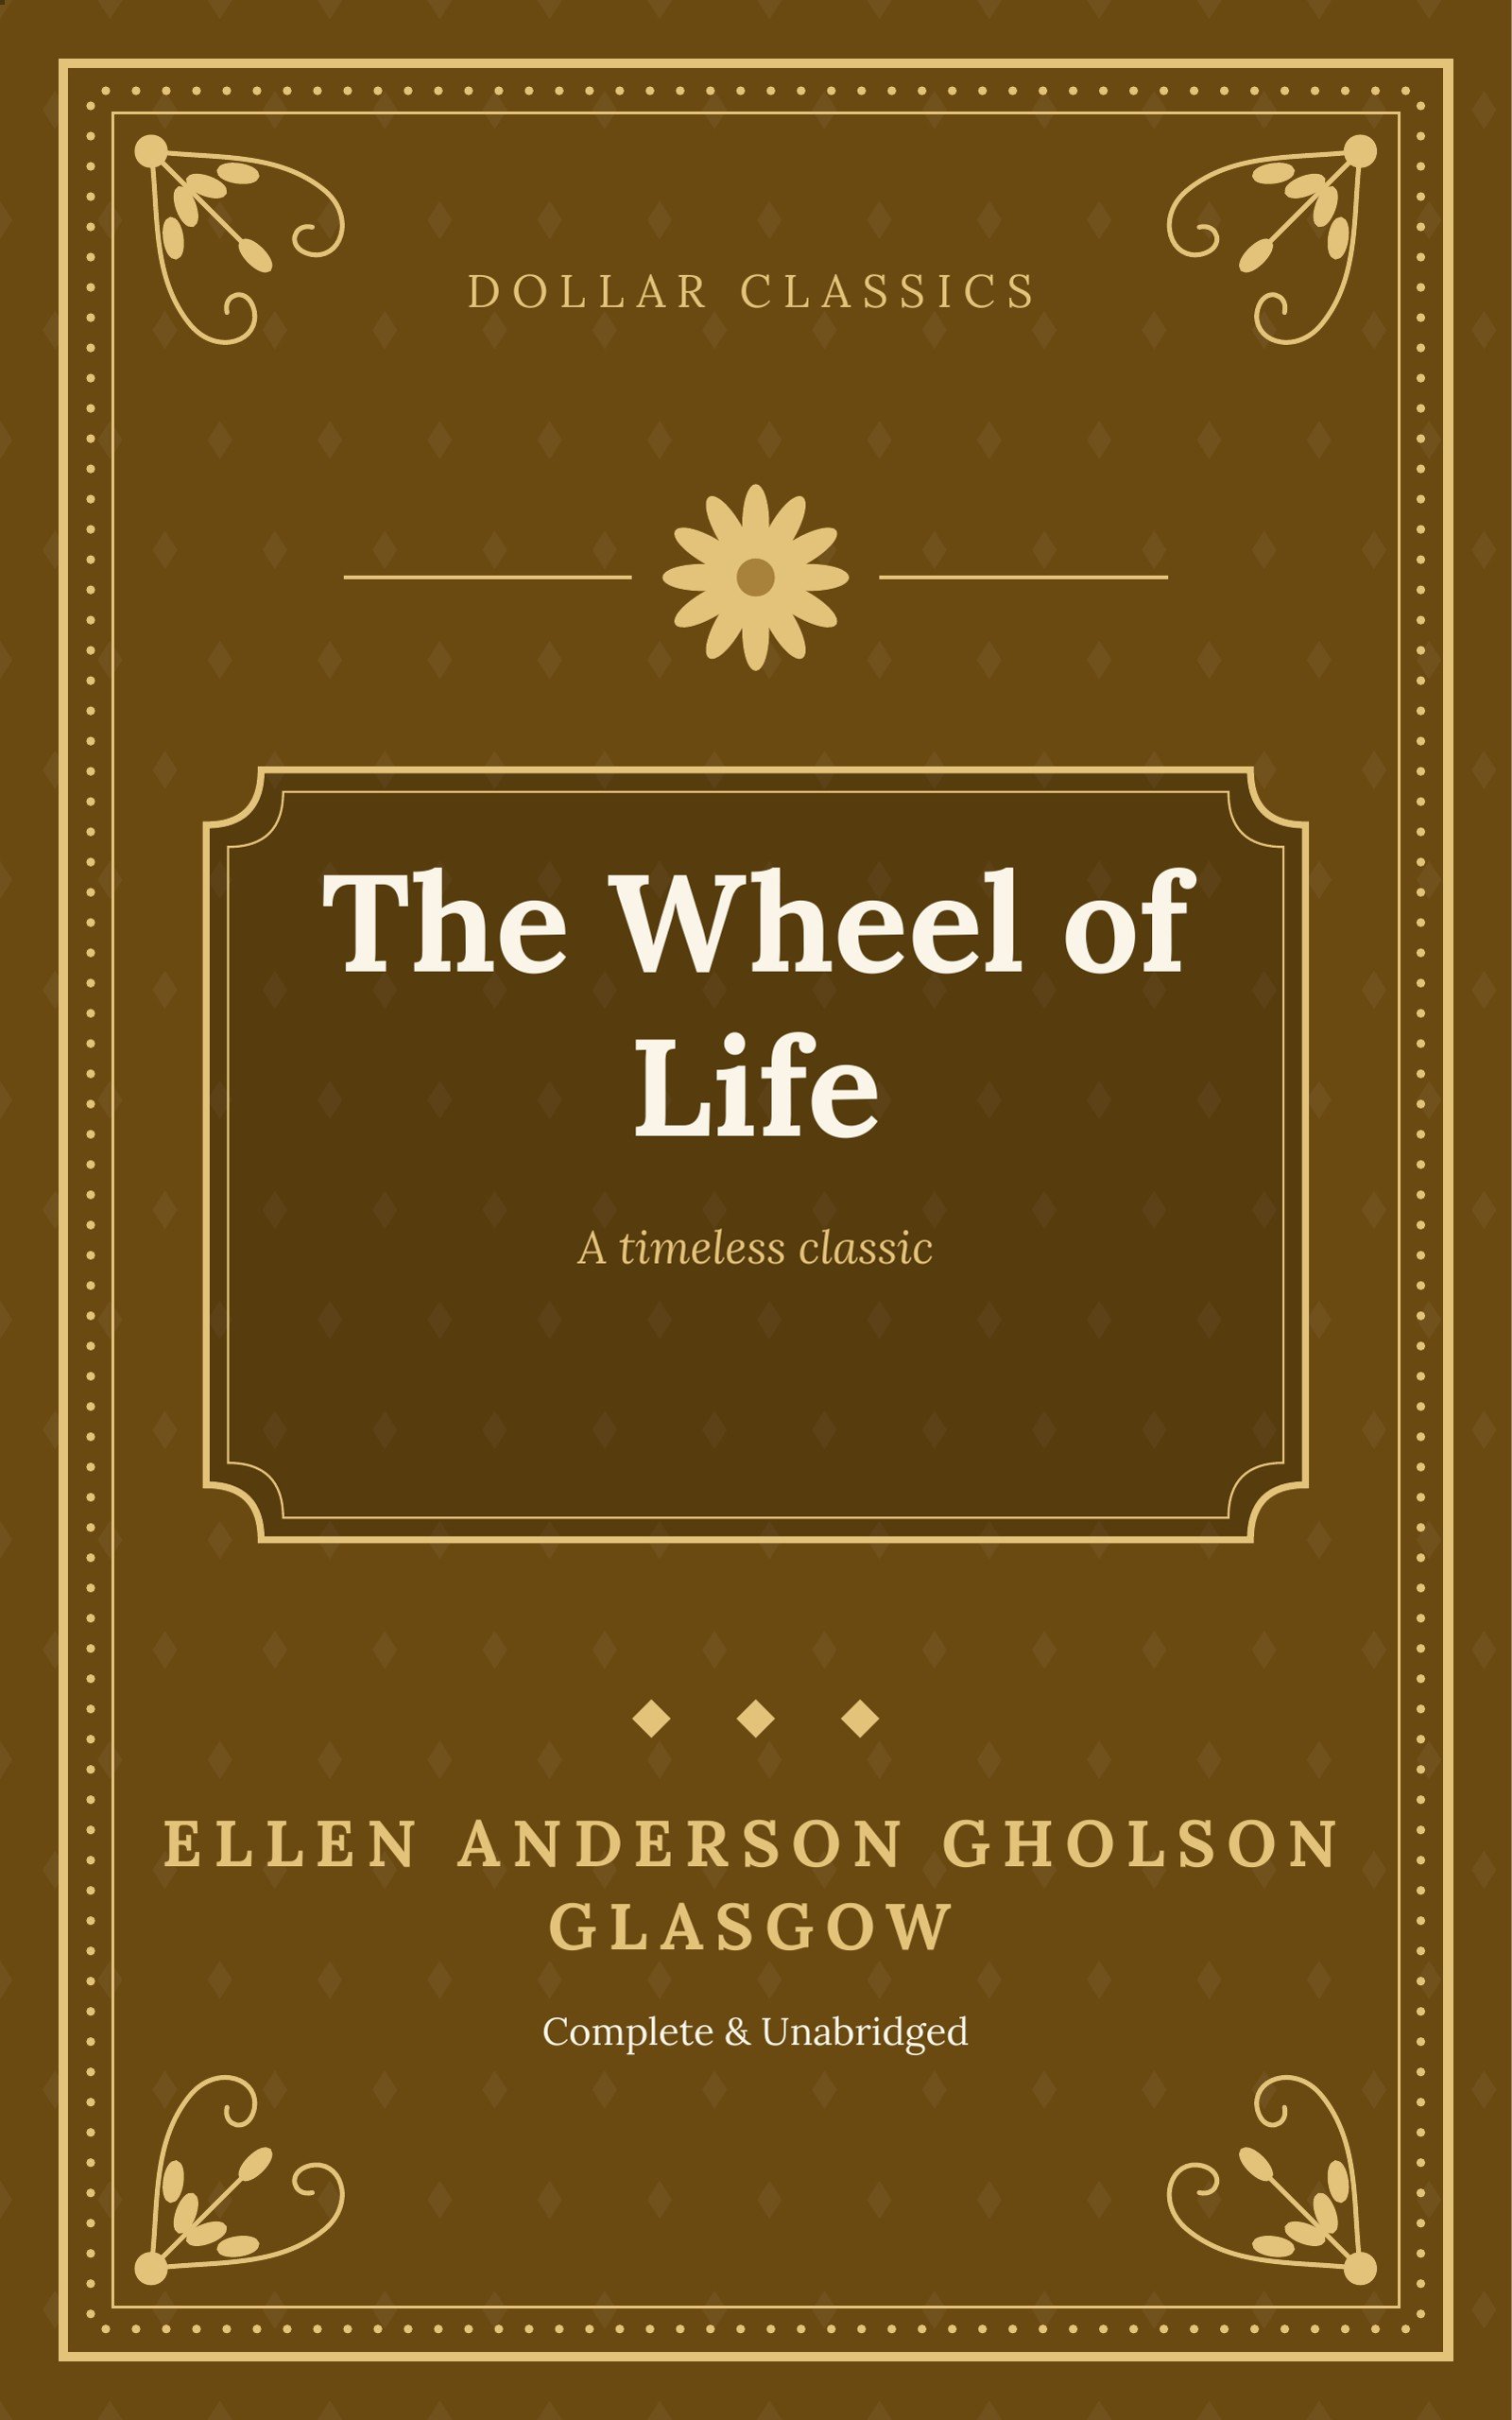 DOLLAR CLASSICS
The Wheel of
Life
A timeless classic
ELLEN ANDERSON GHOLSON
GLASGOW
Complete & Unabridged